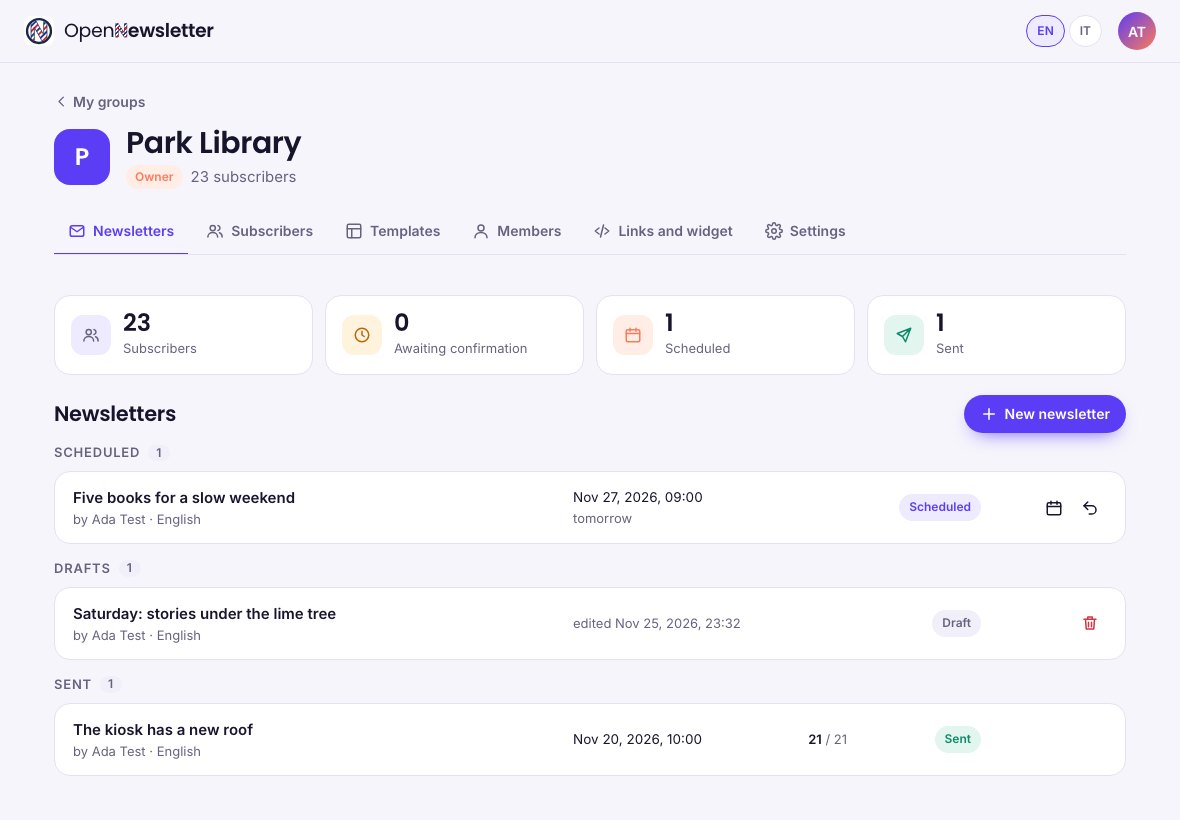 OpenNewsletter
EN IT AT
My groups
P
Park Library
Owner 23 subscribers
Newsletters Subscribers Templates Members Links and widget Settings
23
Subscribers
0
Awaiting confirmation
1
Scheduled
1
Sent
Newsletters
New newsletter
SCHEDULED 1
Five books for a slow weekend
by Ada Test · English
Nov 27, 2026, 09:00
tomorrow
Scheduled
DRAFTS 1
Saturday: stories under the lime tree
by Ada Test · English
edited Nov 25, 2026, 23:32
Draft
SENT 1
The kiosk has a new roof
by Ada Test · English
Nov 20, 2026, 10:00
21 / 21
Sent